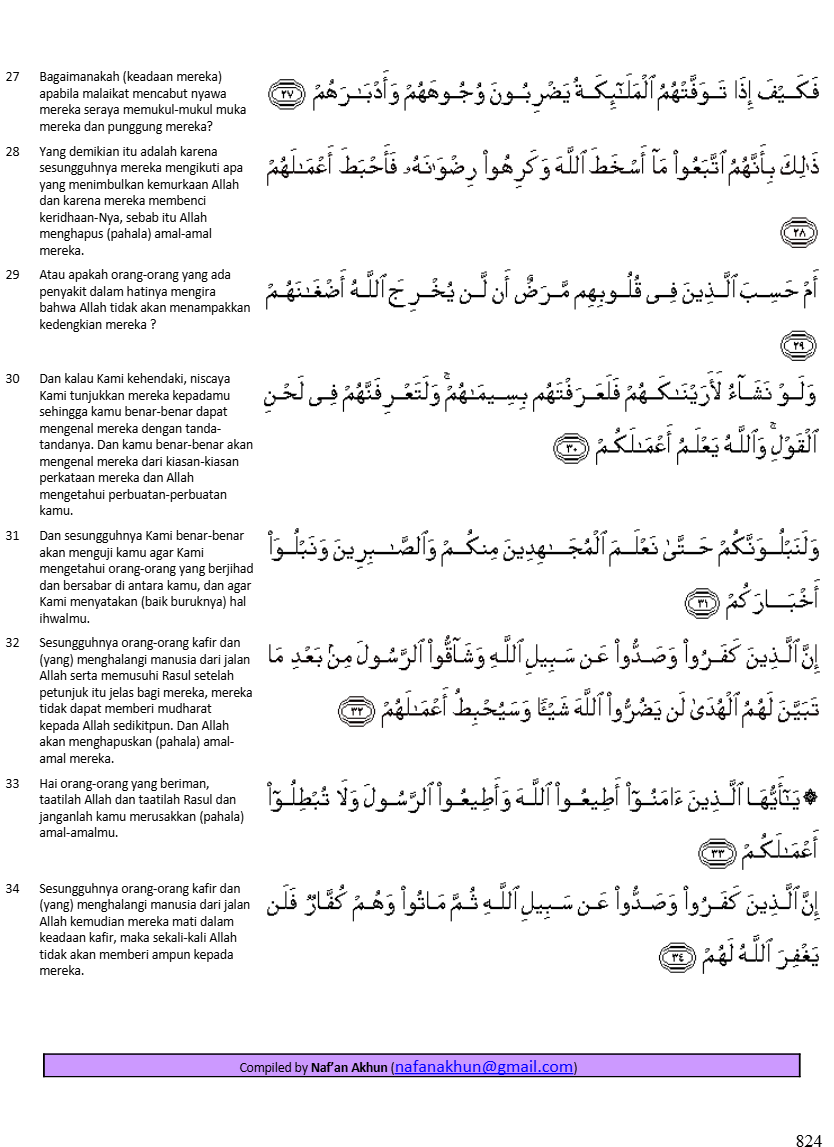 27 Bagaimanakah (keadaan mereka)
apabila malaikat mencabut nyawa
mereka seraya memukul-mukul muka
mereka dan punggung mereka?
فَكَيْفَ إِذَا تَوَفَّتْهُمُ ٱلْمَلَـٰٓئِكَةُ يَضْرِبُونَ وُجُوهَهُمْ وَأَدْبَـٰرَهُمْ ٢٧
28 Yang demikian itu adalah karena
sesungguhnya mereka mengikuti apa
yang menimbulkan kemurkaan Allah
dan karena mereka membenci
keridhaan-Nya, sebab itu Allah
menghapus (pahala) amal-amal
mereka.
ذَٰلِكَ بِأَنَّهُمُ ٱتَّبَعُوا۟ مَآ أَسْخَطَ ٱللَّهَ وَكَرِهُوا۟ رِضْوَٰنَهُۥ فَأَحْبَطَ أَعْمَـٰلَهُمْ
٢٨
29 Atau apakah orang-orang yang ada
penyakit dalam hatinya mengira
bahwa Allah tidak akan menampakkan
kedengkian mereka ?
أَمْ حَسِبَ ٱلَّذِينَ فِى قُلُوبِهِم مَّرَضٌ أَن لَّن يُخْرِجَ ٱللَّهُ أَضْغَـٰنَهُمْ
٢٩
30 Dan kalau Kami kehendaki, niscaya
Kami tunjukkan mereka kepadamu
sehingga kamu benar-benar dapat
mengenal mereka dengan tanda-
tandanya. Dan kamu benar-benar akan
mengenal mereka dari kiasan-kiasan
perkataan mereka dan Allah
mengetahui perbuatan-perbuatan
kamu.
وَلَوْ نَشَآءُ لَأَرَيْنَـٰكَهُمْ فَلَعَرَفْتَهُم بِسِيمَـٰهُمْ ۚ وَلَتَعْرِفَنَّهُمْ فِى لَحْنِ
ٱلْقَوْلِ ۚ وَٱللَّهُ يَعْلَمُ أَعْمَـٰلَكُمْ ٣٠
31 Dan sesungguhnya Kami benar-benar
akan menguji kamu agar Kami
mengetahui orang-orang yang berjihad
dan bersabar di antara kamu, dan agar
Kami menyatakan (baik buruknya) hal
ihwalmu.
وَلَنَبْلُوَنَّكُمْ حَتَّىٰ نَعْلَمَ ٱلْمُجَـٰهِدِينَ مِنكُمْ وَٱلصَّـٰبِرِينَ وَنَبْلُوَا۟
أَخْبَارَكُمْ ٣١
32 Sesungguhnya orang-orang kafir dan
(yang) menghalangi manusia dari jalan
Allah serta memusuhi Rasul setelah
petunjuk itu jelas bagi mereka, mereka
tidak dapat memberi mudharat
kepada Allah sedikitpun. Dan Allah
akan menghapuskan (pahala) amal-
amal mereka.
إِنَّ ٱلَّذِينَ كَفَرُوا۟ وَصَدُّوا۟ عَن سَبِيلِ ٱللَّهِ وَشَآقُّوا۟ ٱلرَّسُولَ مِنۢ بَعْدِ مَا
تَبَيَّنَ لَهُمُ ٱلْهُدَىٰ لَن يَضُرُّوا۟ ٱللَّهَ شَيْـًٔا وَسَيُحْبِطُ أَعْمَـٰلَهُمْ ٣٢
33 Hai orang-orang yang beriman,
taatilah Allah dan taatilah Rasul dan
janganlah kamu merusakkan (pahala)
amal-amalmu.
۞ يَـٰٓأَيُّهَا ٱلَّذِينَ ءَامَنُوٓا۟ أَطِيعُوا۟ ٱللَّهَ وَأَطِيعُوا۟ ٱلرَّسُولَ وَلَا تُبْطِلُوٓا۟
أَعْمَـٰلَكُمْ ٣٣
34 Sesungguhnya orang-orang kafir dan
(yang) menghalangi manusia dari jalan
Allah kemudian mereka mati dalam
keadaan kafir, maka sekali-kali Allah
tidak akan memberi ampun kepada
mereka.
إِنَّ ٱلَّذِينَ كَفَرُوا۟ وَصَدُّوا۟ عَن سَبِيلِ ٱللَّهِ ثُمَّ مَاتُوا۟ وَهُمْ كُفَّارٌ فَلَن
يَغْفِرَ ٱللَّهُ لَهُمْ ٣٤
Compiled by Naf’an Akhun (nafanakhun@gmail.com)
824